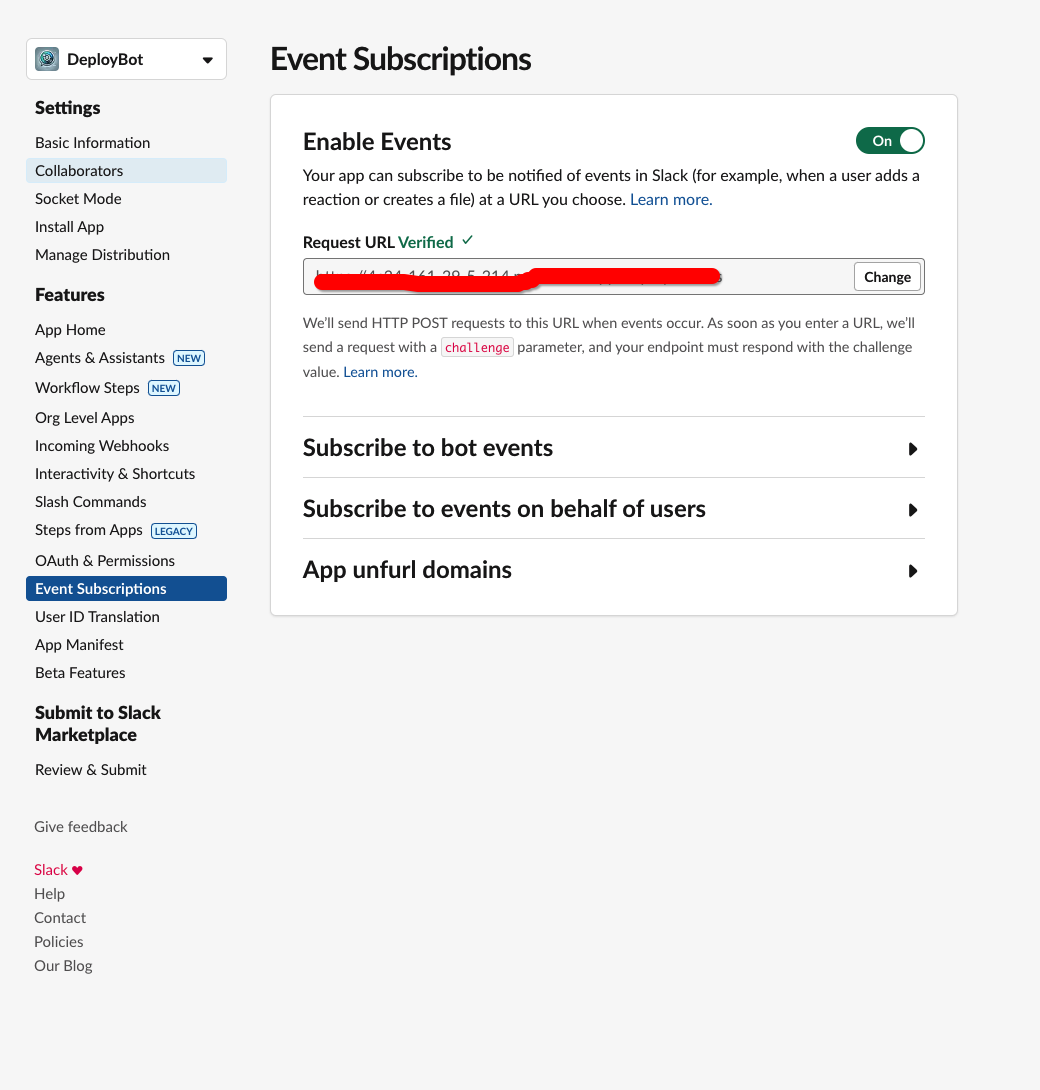 DeployBot
Settings
Basic Information
Collaborators
Socket Mode
Install App
Manage Distribution
Features
App Home
Agents & Assistants NEW
Workflow Steps NEW
Org Level Apps
Incoming Webhooks
Interactivity & Shortcuts
Slash Commands
Steps from Apps LEGACY
OAuth & Permissions
Event Subscriptions
User ID Translation
App Manifest
Beta Features
Submit to Slack
Marketplace
Review & Submit
Give feedback
Slack ♥
Help
Contact
Policies
Our Blog
Event Subscriptions
Enable Events
On
Your app can subscribe to be notified of events in Slack (for example, when a user adds a
reaction or creates a file) at a URL you choose. Learn more.
Request URL Verified ✓
Change
We’ll send HTTP POST requests to this URL when events occur. As soon as you enter a URL, we’ll
send a request with a challenge parameter, and your endpoint must respond with the challenge
value. Learn more.
Subscribe to bot events
Subscribe to events on behalf of users
App unfurl domains